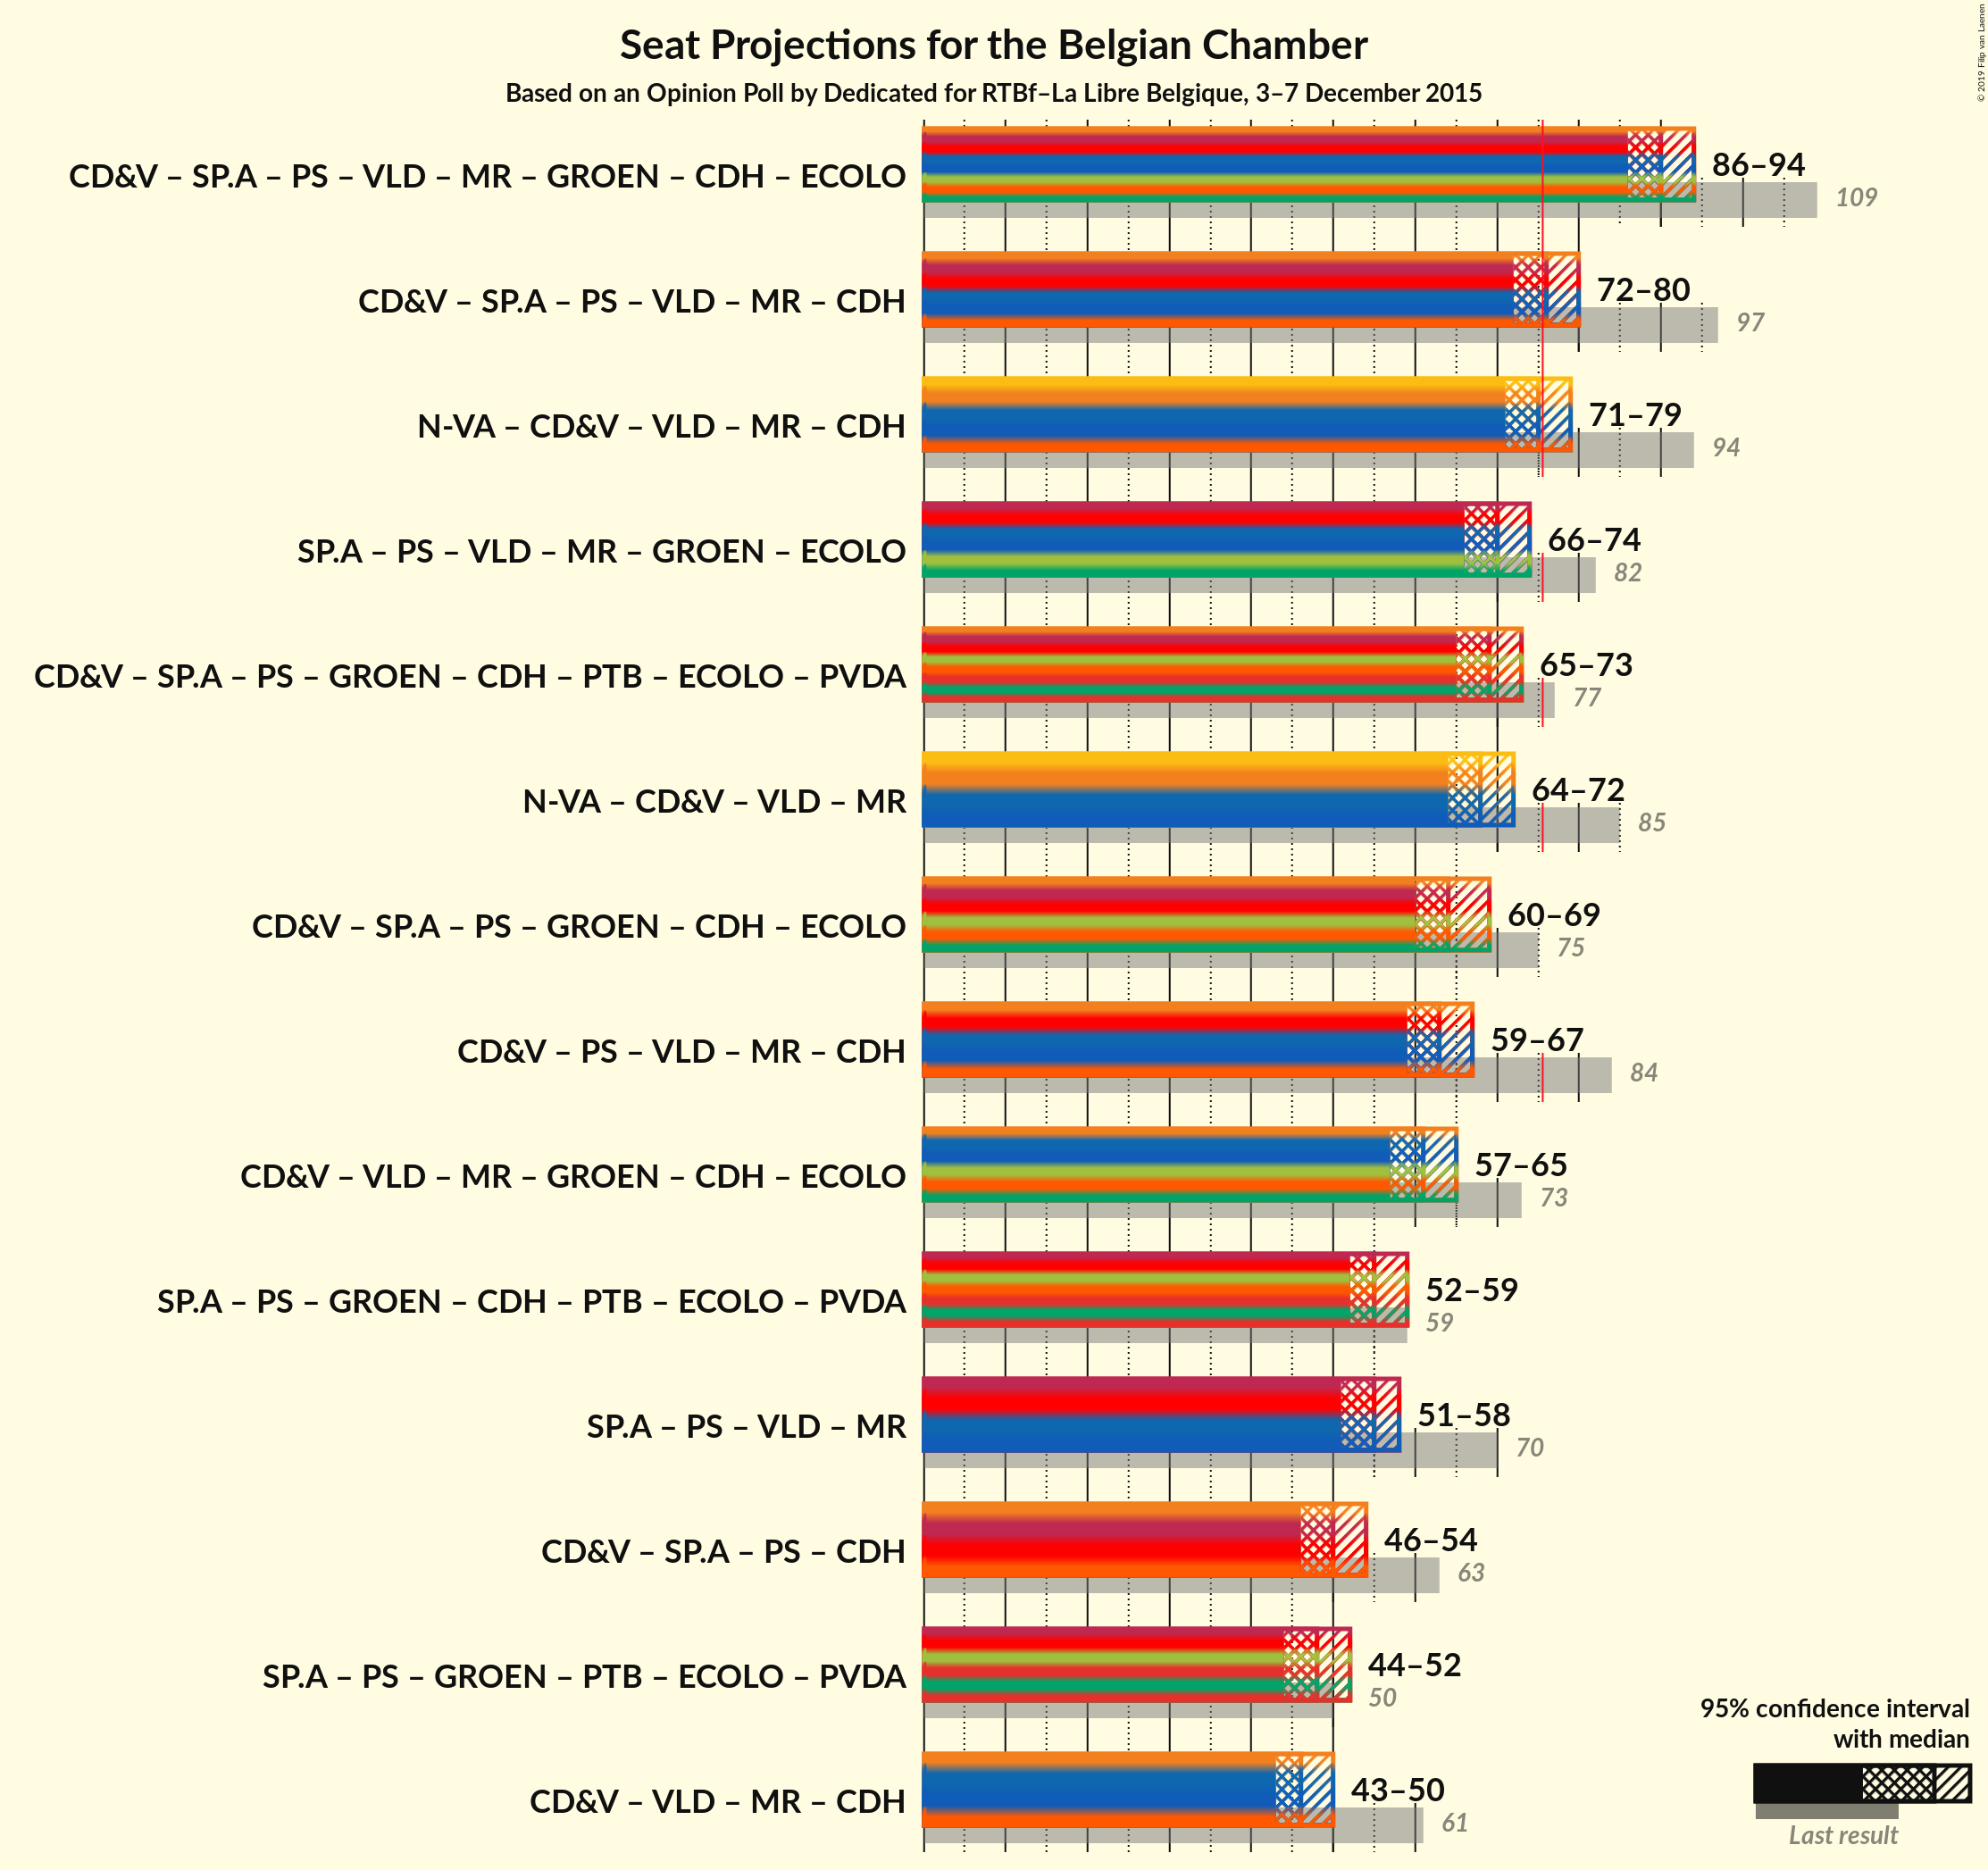 Seat Projections for the Belgian Chamber
Based on an Opinion Poll by Dedicated for RTBf–La Libre Belgique, 3–7 December 2015
© 2019 Filip van Laenen
CD&V – SP.A – PS – VLD – MR – GROEN – CDH – ECOLO
86–94
109
CD&V – SP.A – PS – VLD – MR – CDH
72–80
97
N-VA – CD&V – VLD – MR – CDH
71–79
94
SP.A – PS – VLD – MR – GROEN – ECOLO
66–74
82
CD&V – SP.A – PS – GROEN – CDH – PTB – ECOLO – PVDA
65–73
77
N-VA – CD&V – VLD – MR
64–72
85
CD&V – SP.A – PS – GROEN – CDH – ECOLO
60–69
75
CD&V – PS – VLD – MR – CDH
59–67
84
CD&V – VLD – MR – GROEN – CDH – ECOLO
57–65
73
SP.A – PS – GROEN – CDH – PTB – ECOLO – PVDA
52–59
59
SP.A – PS – VLD – MR
51–58
70
CD&V – SP.A – PS – CDH
46–54
63
SP.A – PS – GROEN – PTB – ECOLO – PVDA
44–52
50
CD&V – VLD – MR – CDH
43–50
61
95% confidence interval
with median
Last result